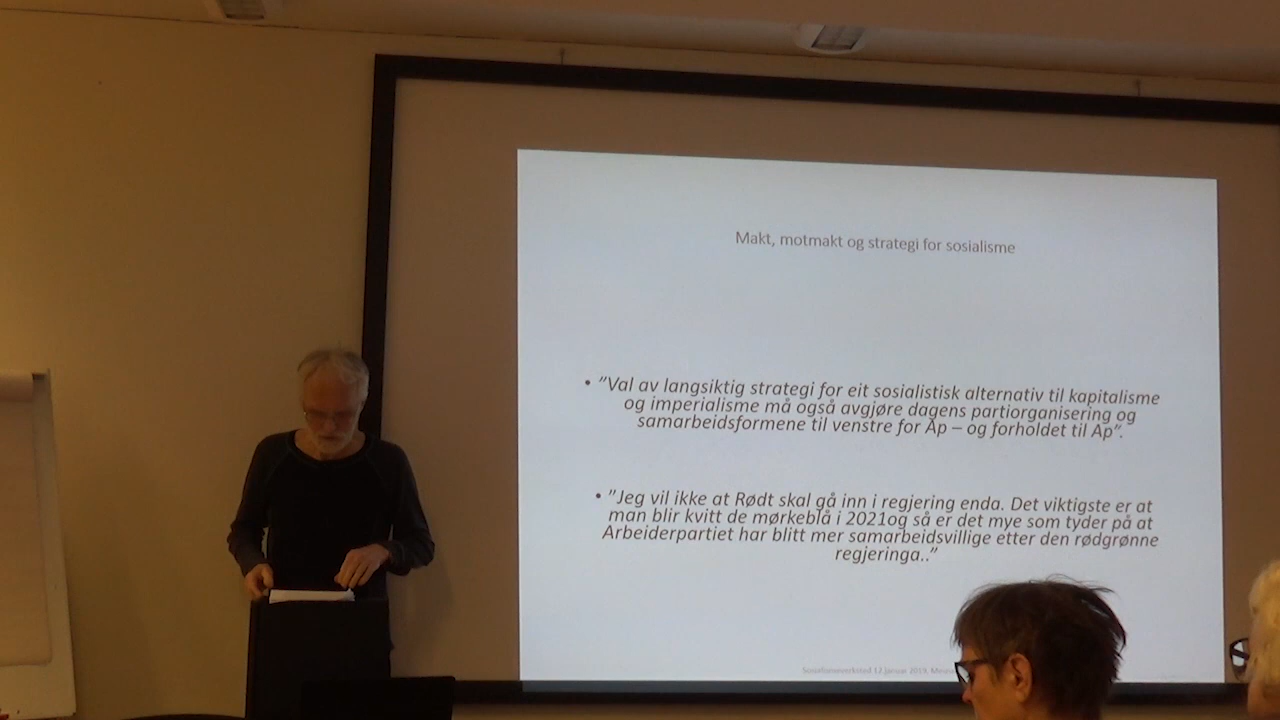 Makt, motmakt og strategi for sosialisme
• ”Val av langsiktig strategi for eit sosialistisk alternativ til kapitalisme
og imperialisme må også avgjøre dagens partiorganisering og
samarbeidsformene til venstre for Ap – og forholdet til Ap”.
• ”Jeg vil ikke at Rødt skal gå inn i regjering enda. Det viktigste er at
man blir kvitt de mørkeblå i 2021og så er det mye som tyder på at
Arbeiderpartiet har blitt mer samarbeidsvillige etter den rødgrønne
regjeringa..”
12.januar 2019.